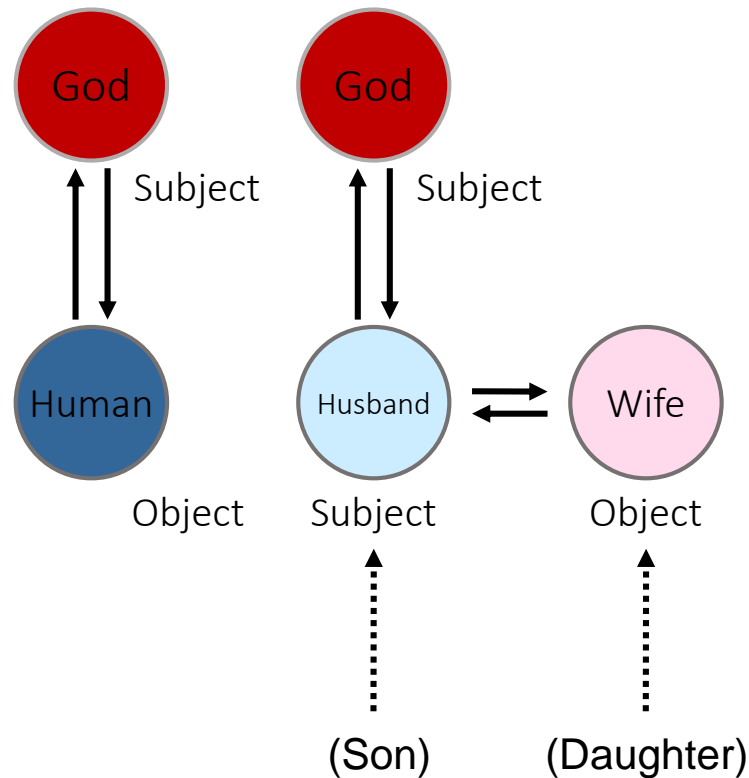 God
God
Subject
Subject
Human
Husband
Wife
Object
Subject
Object
(Son)
(Daughter)